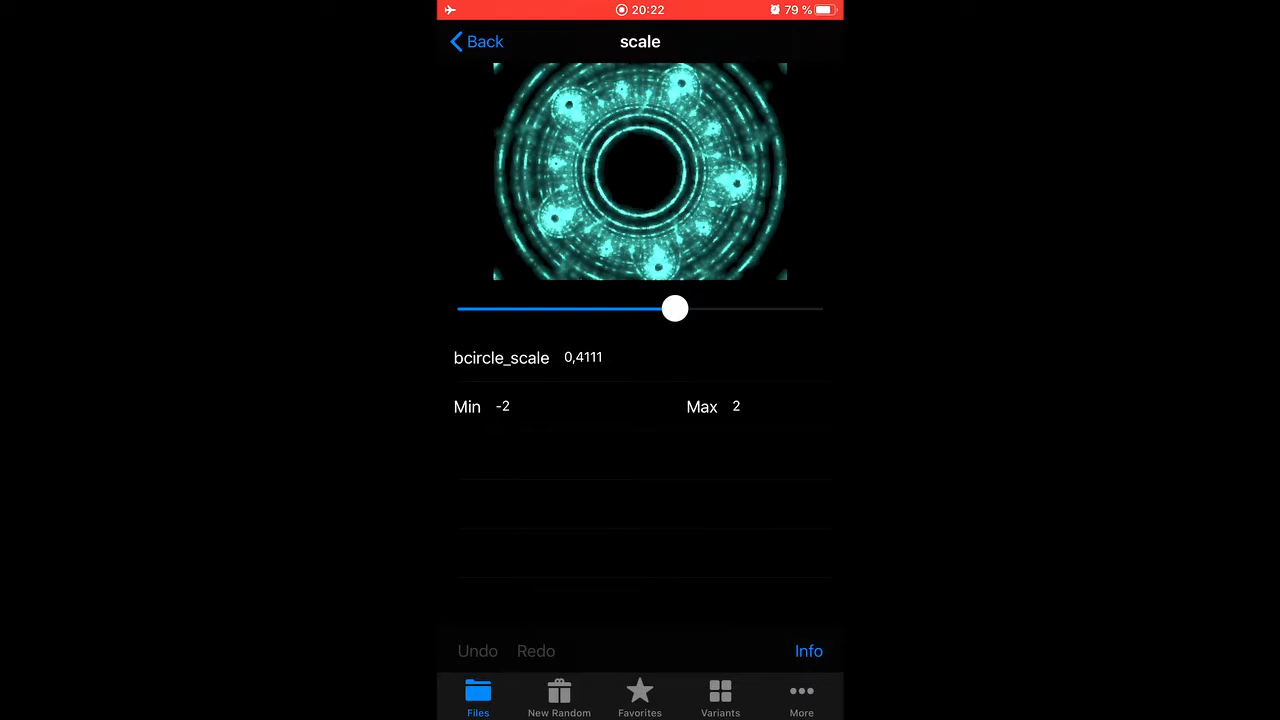 20:22 79 %
Back scale
bcircle_scale 0,4111
Min -2 Max 2
Undo Redo Info
Files New Random Favorites Variants More